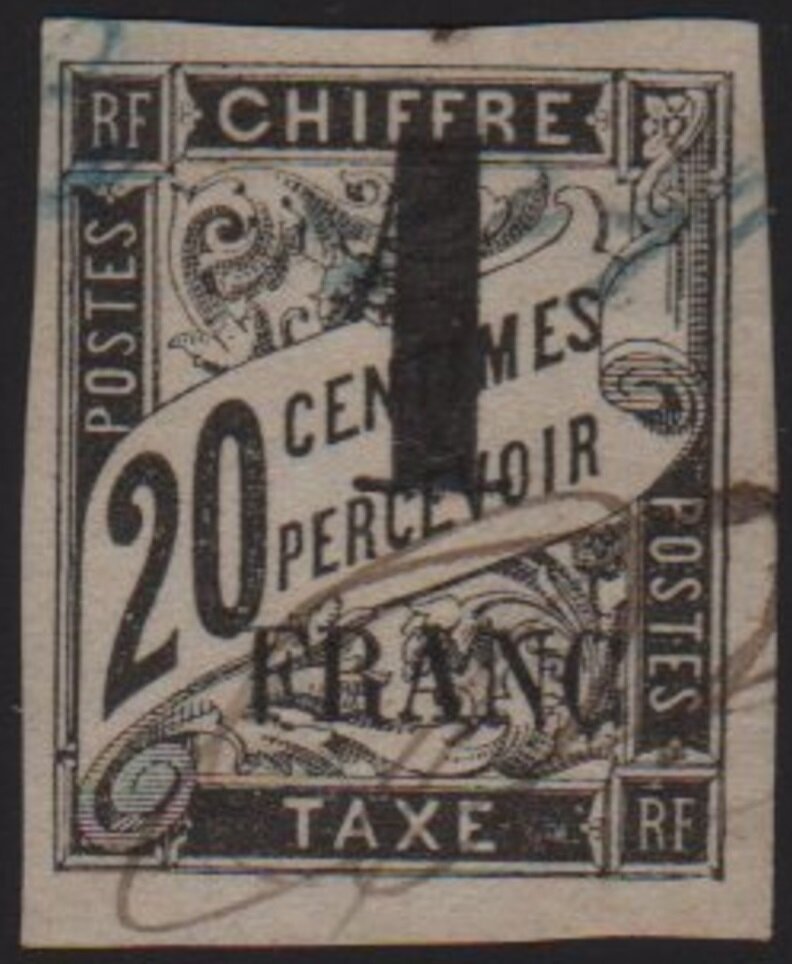 RF CHIFFRE
POSTES
1
20 CENTIMES
PERCEVOIR
POSTES
FRANC
TAXE RF